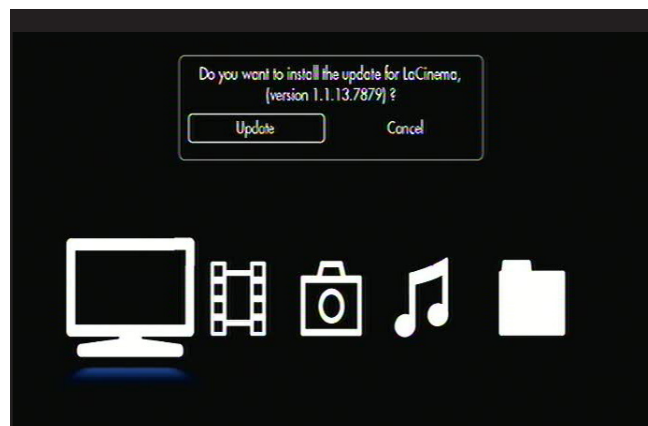 Do you want to install the update for LaCinema,
(version 1.1.13.7879) ?
Update
Cancel